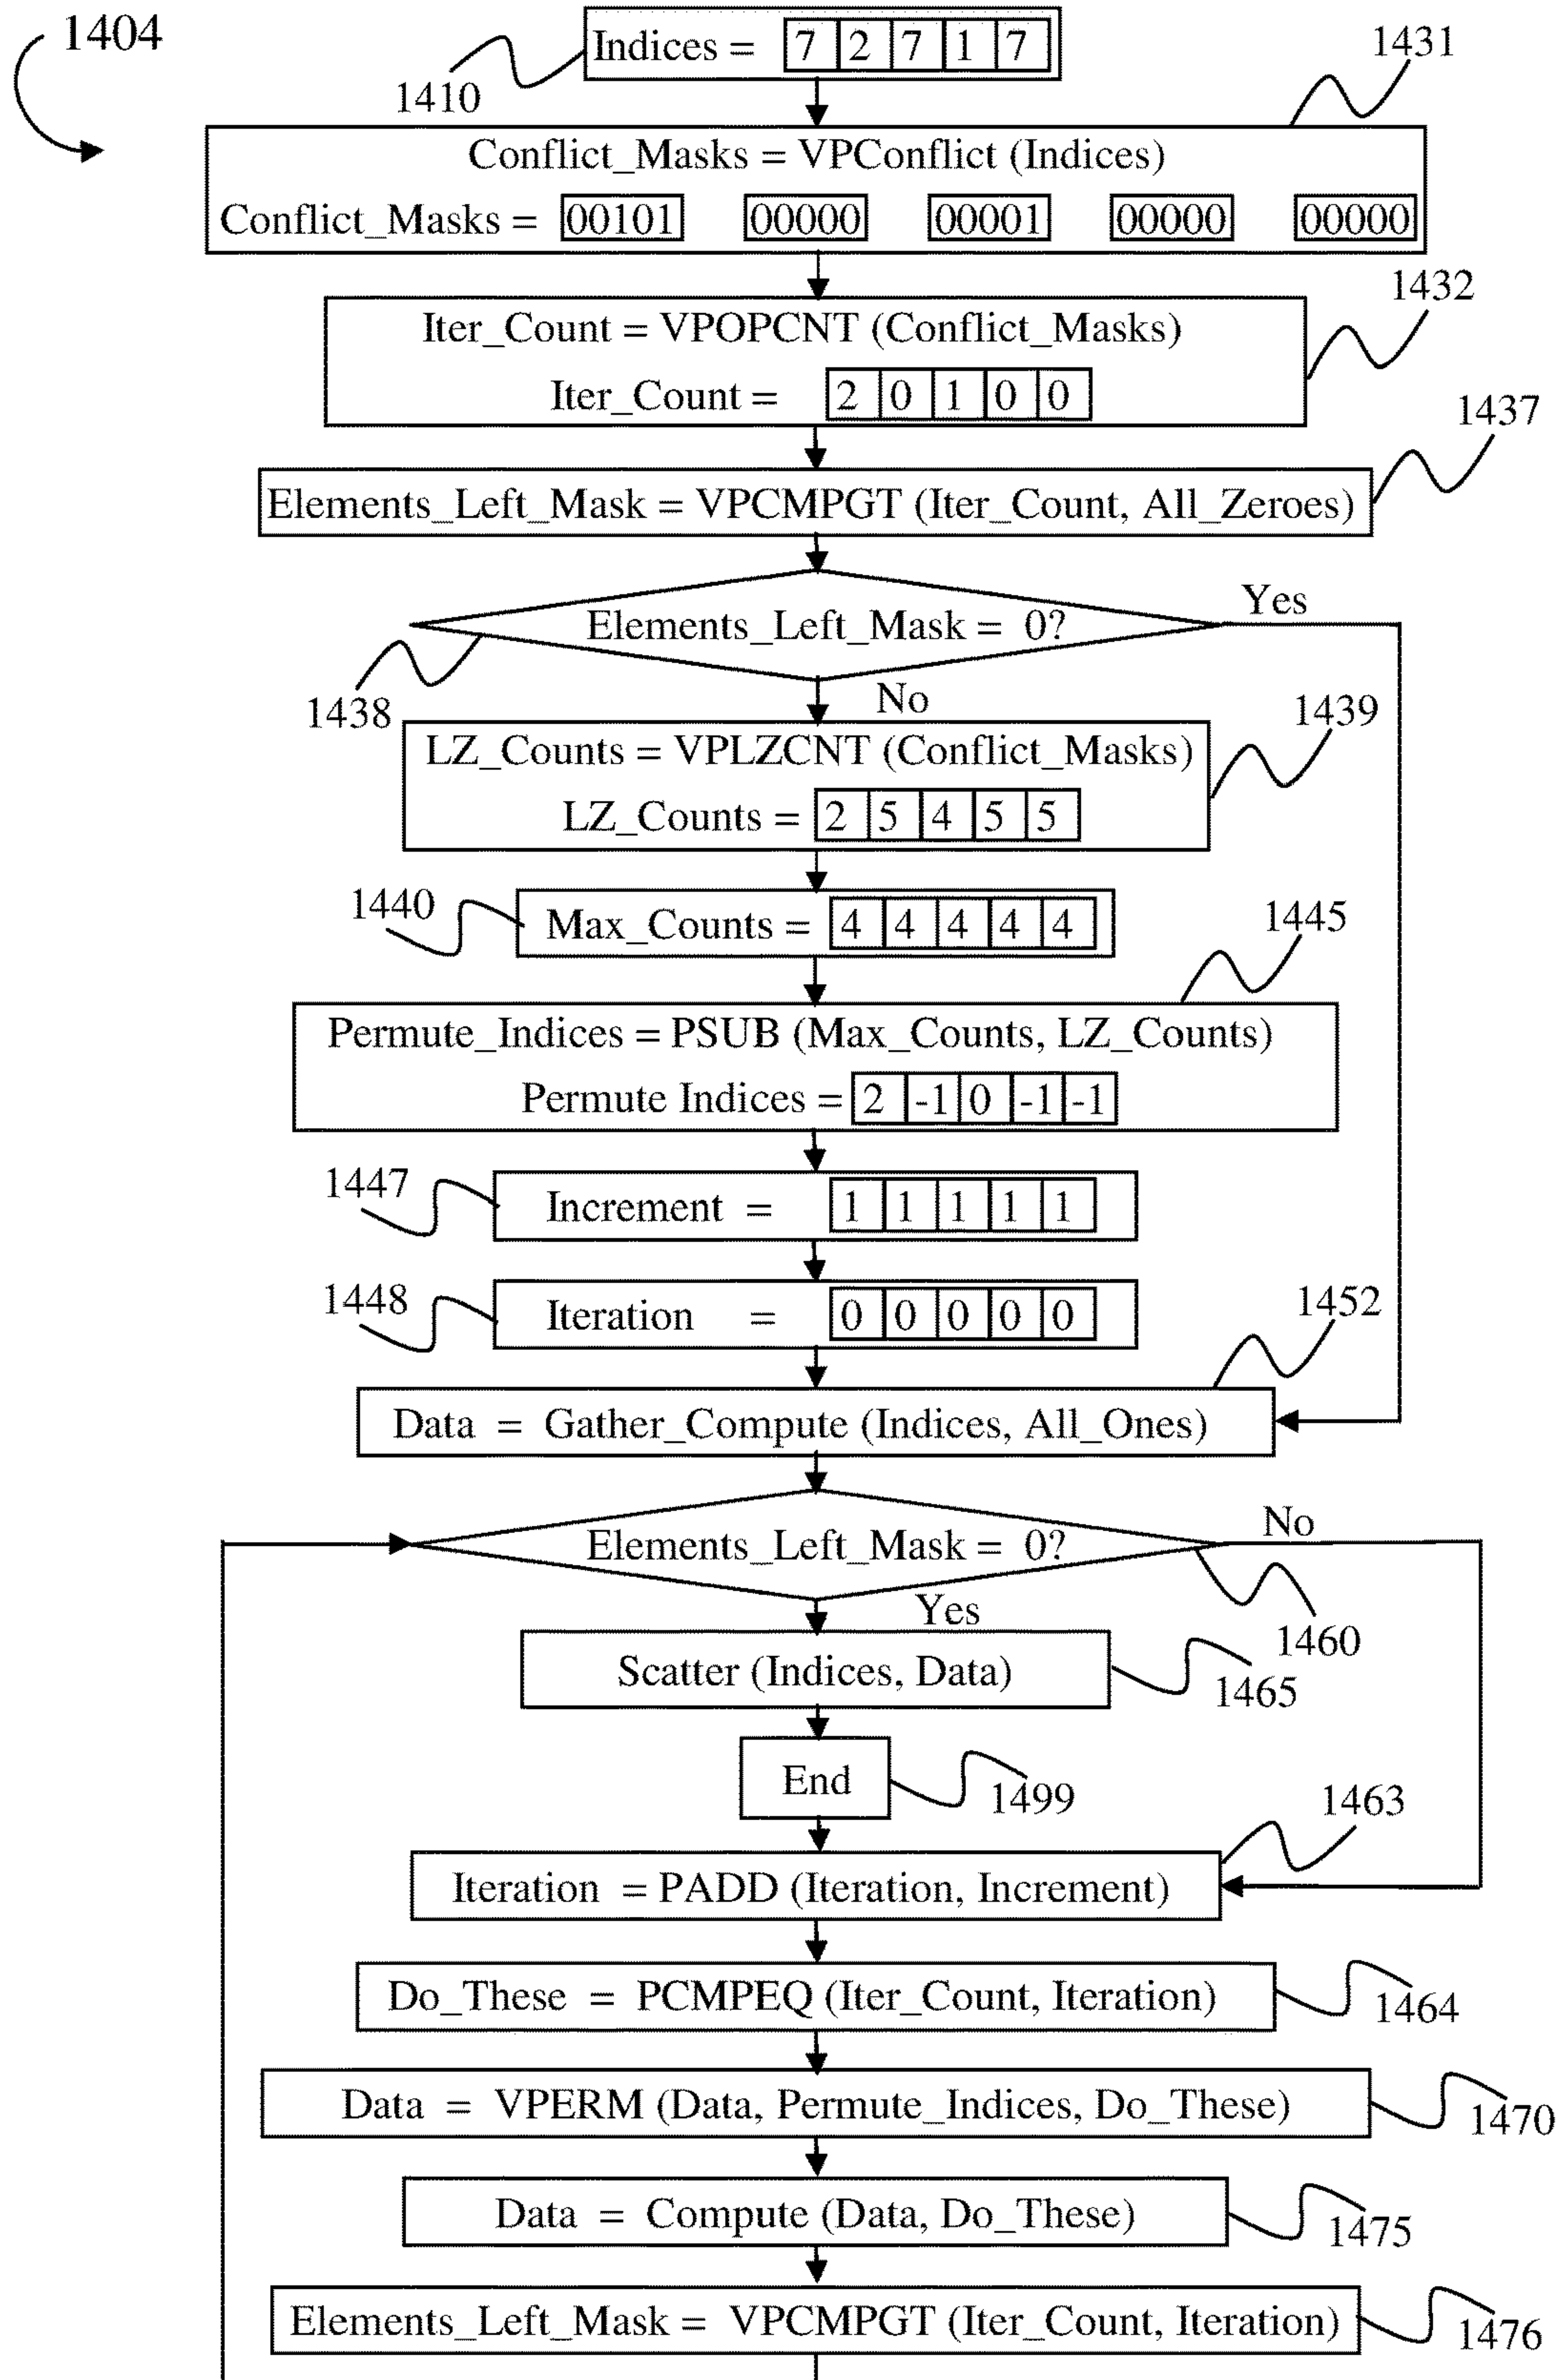 1404
Indices = 7 2 7 1 7
1410
1431
Conflict_Masks = VPConflict (Indices)
Conflict_Masks = 00101 00000 00001 00000 00000
1432
Iter_Count = VPOPCNT (Conflict_Masks)
Iter_Count = 2 0 1 0 0
1437
Elements_Left_Mask = VPCMPGT (Iter_Count, All_Zeroes)
Yes
Elements_Left_Mask = 0?
1438
No
1439
LZ_Counts = VPLZCNT (Conflict_Masks)
LZ_Counts = 2 5 4 5 5
1440
Max_Counts = 4 4 4 4 4
1445
Permute_Indices = PSUB (Max_Counts, LZ_Counts)
Permute Indices = 2 -1 0 -1 -1
1447
Increment = 1 1 1 1 1
1448
Iteration = 0 0 0 0 0
1452
Data = Gather_Compute (Indices, All_Ones)
No
Elements_Left_Mask = 0?
Yes
1460
Scatter (Indices, Data)
1465
End
1499
1463
Iteration = PADD (Iteration, Increment)
Do_These = PCMPEQ (Iter_Count, Iteration)
1464
Data = VPERM (Data, Permute_Indices, Do_These)
1470
Data = Compute (Data, Do_These)
1475
Elements_Left_Mask = VPCMPGT (Iter_Count, Iteration)
1476